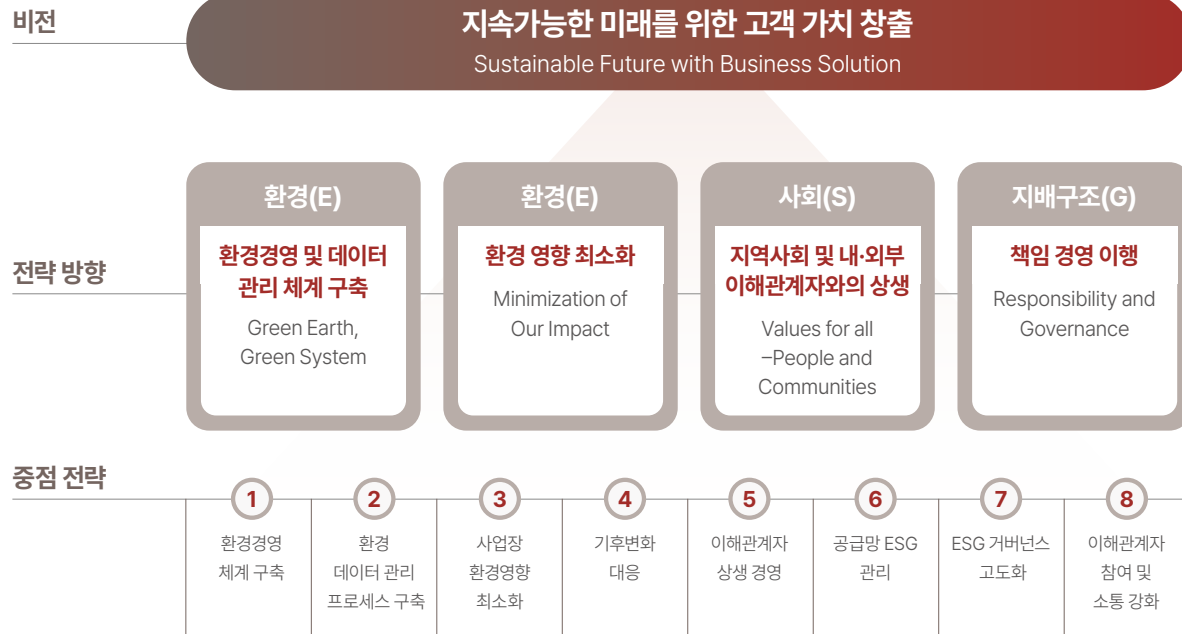 비전
지속가능한 미래를 위한 고객 가치 창출
Sustainable Future with Business Solution
전략 방향
환경(E)
환경경영 및 데이터
관리 체계 구축
Green Earth,
Green System
환경(E)
환경 영향 최소화
Minimization of
Our Impact
사회(S)
지역사회 및 내·외부
이해관계자와의 상생
Values for all
–People and
Communities
지배구조(G)
책임 경영 이행
Responsibility and
Governance
중점 전략
1
환경경영
체계 구축
2
환경
데이터 관리
프로세스 구축
3
사업장
환경영향
최소화
4
기후변화
대응
5
이해관계자
상생 경영
6
공급망 ESG
관리
7
ESG 거버넌스
고도화
8
이해관계자
참여 및
소통 강화